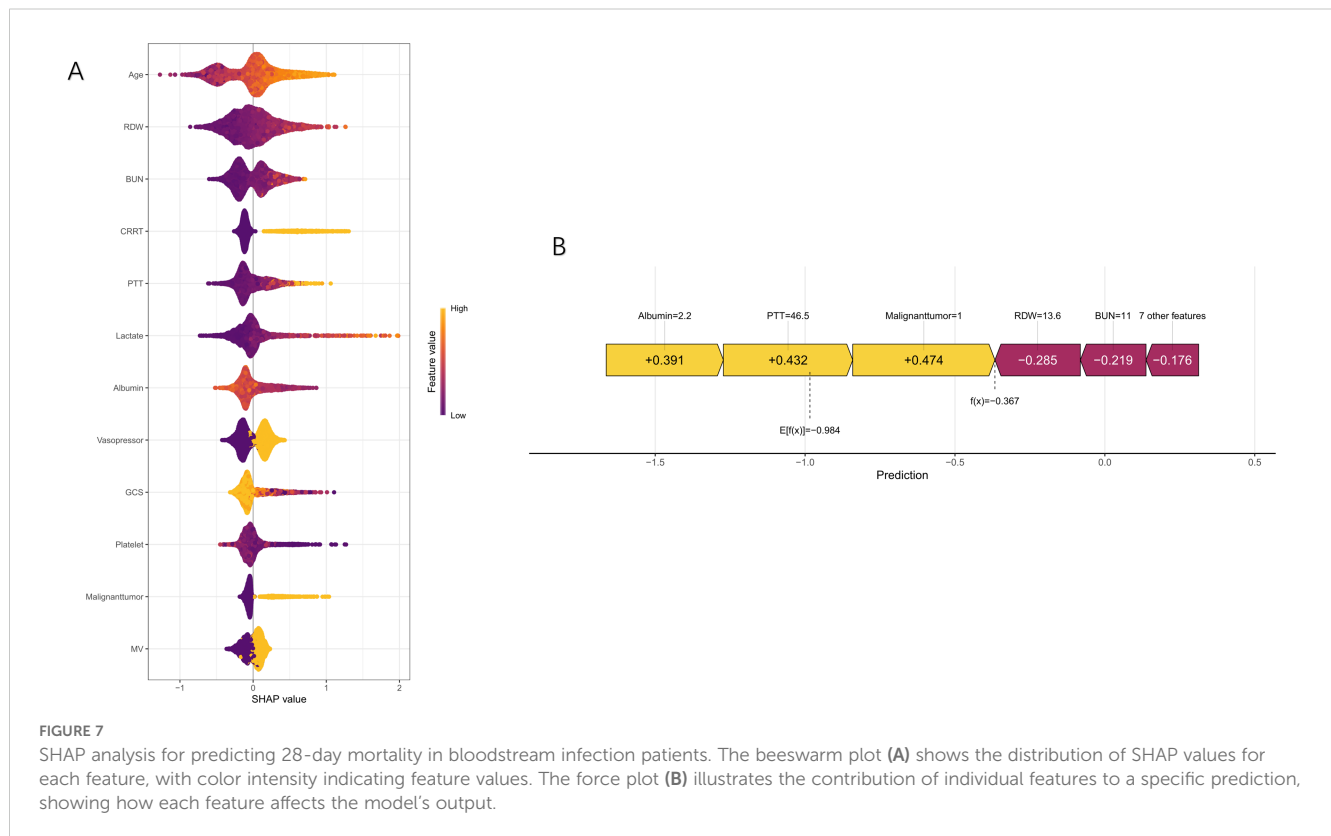 A
Age
RDW
BUN
CRRT
PTT
Lactate
Albumin
Vasopressor
GCS
Platelet
Malignanttumor
MV
−1
0
1
2
SHAP value
High
Feature value
Low
B
Albumin=2.2
PTT=46.5
Malignanttumor=1
RDW=13.6
BUN=11
7 other features
+0.391
+0.432
+0.474
−0.285
−0.219
−0.176
f(x)=−0.367
E[f(x)]=−0.984
−1.5
−1.0
−0.5
0.0
0.5
Prediction
FIGURE 7
SHAP analysis for predicting 28-day mortality in bloodstream infection patients. The beeswarm plot (A) shows the distribution of SHAP values for
each feature, with color intensity indicating feature values. The force plot (B) illustrates the contribution of individual features to a specific prediction,
showing how each feature affects the model’s output.